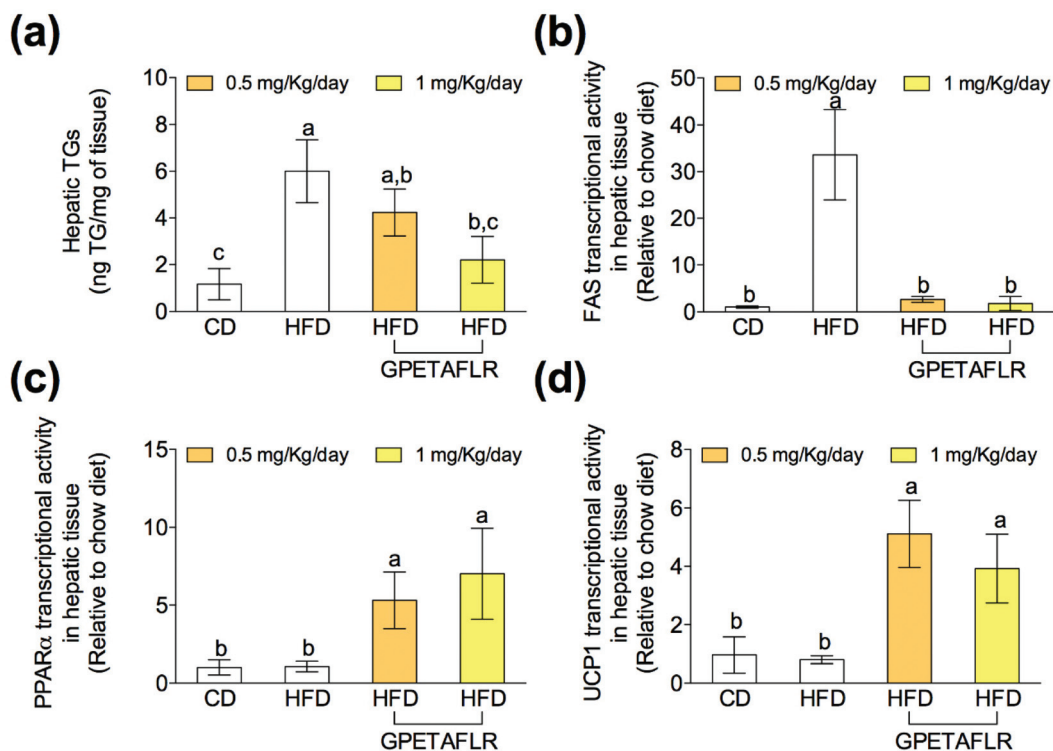 (a)
Hepatic TGs
(ng TG/mg of tissue)
0.5 mg/Kg/day 1 mg/Kg/day
10
8
6
4
2
0
c
a
a,b
b,c
CD HFD HFD HFD
GPETAFLR
(b)
FAS transcriptional activity
in hepatic tissue
(Relative to chow diet)
0.5 mg/Kg/day 1 mg/Kg/day
50
40
30
20
10
0
b
a
b
b
CD HFD HFD HFD
GPETAFLR
(c)
PPARα transcriptional activity
in hepatic tissue
(Relative to chow diet)
0.5 mg/Kg/day 1 mg/Kg/day
15
10
5
0
b
b
a
a
CD HFD HFD HFD
GPETAFLR
(d)
UCP1 transcriptional activity
in hepatic tissue
(Relative to chow diet)
0.5 mg/Kg/day 1 mg/Kg/day
8
6
4
2
0
b
b
a
a
CD HFD HFD HFD
GPETAFLR